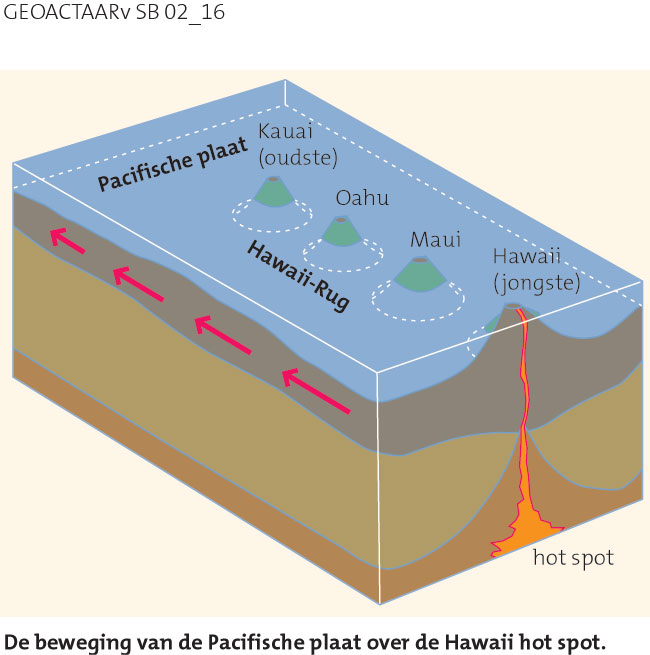 GEOACTAARv SB 02_16
Kauai
(oudste)
Pacifische plaat
Oahu
Maui
Hawaii
(jongste)
Hawaii-Rug
hot spot
De beweging van de Pacifische plaat over de Hawaii hot spot.